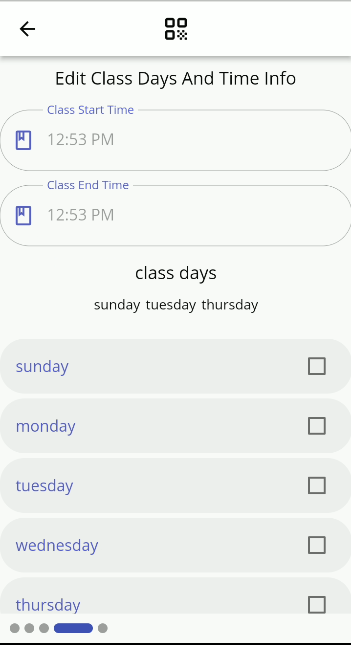 Edit Class Days And Time Info
Class Start Time
12:53 PM
Class End Time
12:53 PM
class days
sunday tuesday thursday
sunday
monday
tuesday
wednesday
thursday